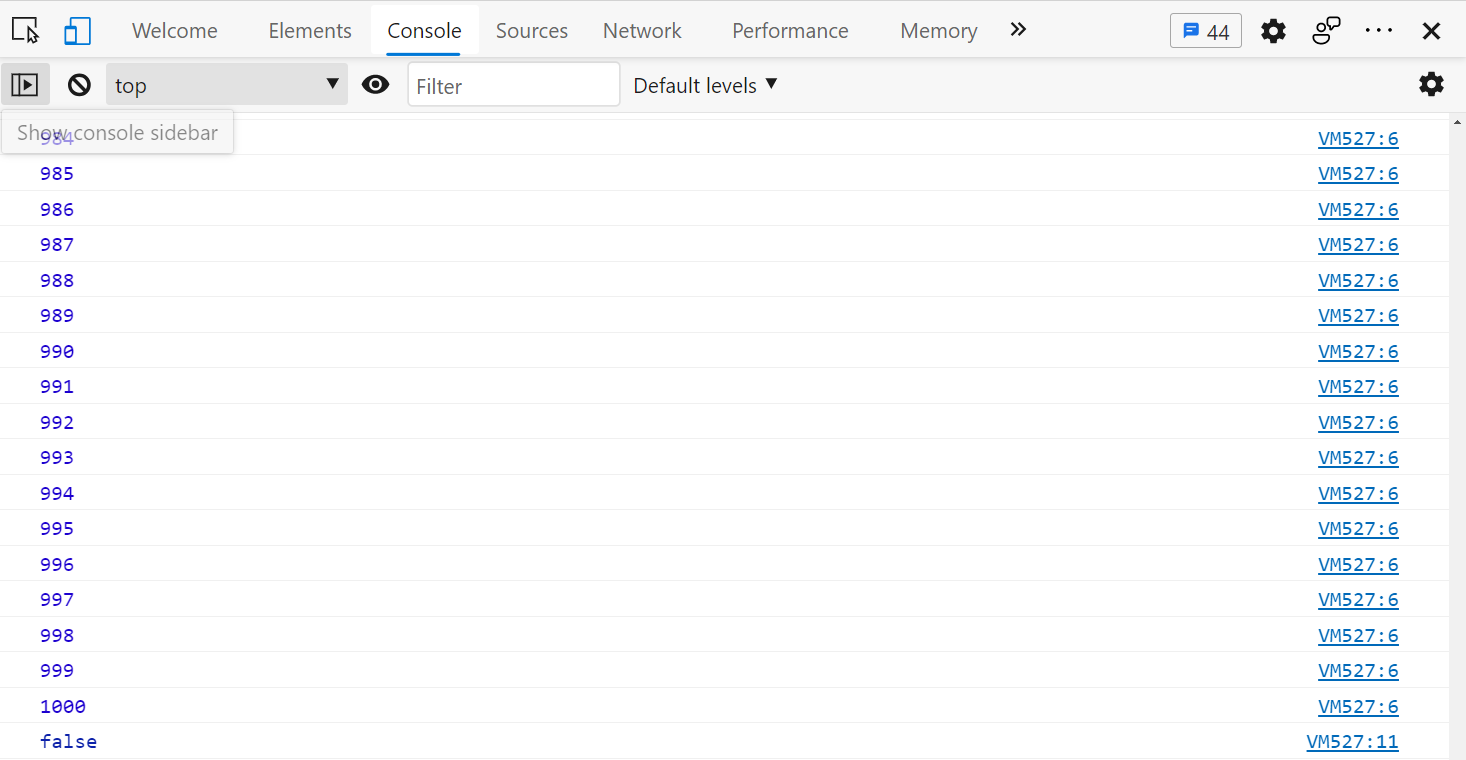 Welcome Elements Console Sources Network Performance Memory 44
top Filter Default levels
Show console sidebar
984 VM527:6
985 VM527:6
986 VM527:6
987 VM527:6
988 VM527:6
989 VM527:6
990 VM527:6
991 VM527:6
992 VM527:6
993 VM527:6
994 VM527:6
995 VM527:6
996 VM527:6
997 VM527:6
998 VM527:6
999 VM527:6
1000 VM527:6
false VM527:11